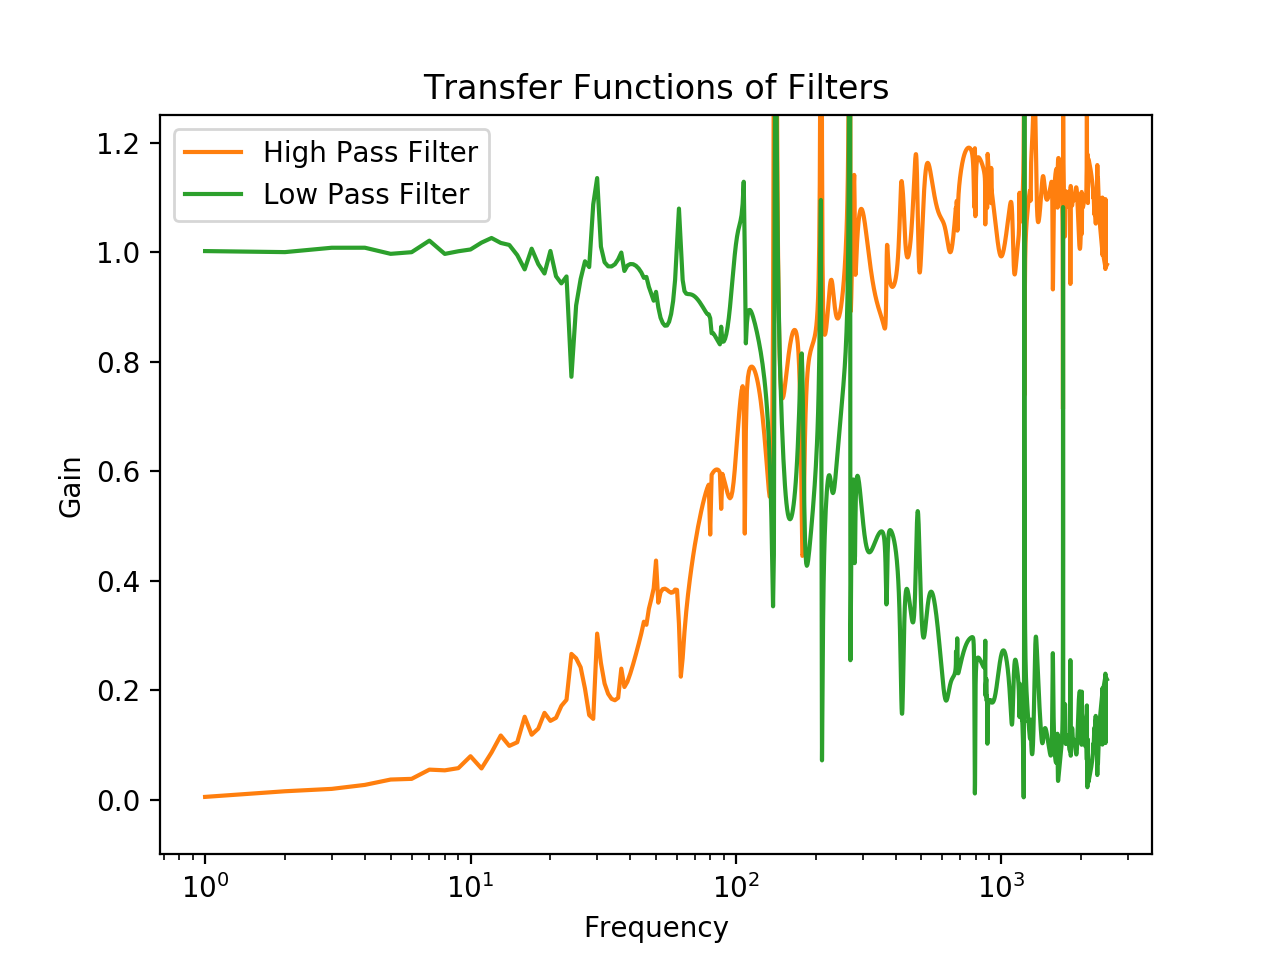 Transfer Functions of Filters
High Pass Filter
Low Pass Filter
1.2
1.0
0.8
0.6
0.4
0.2
0.0
Gain
10⁰ 10¹ 10² 10³
Frequency